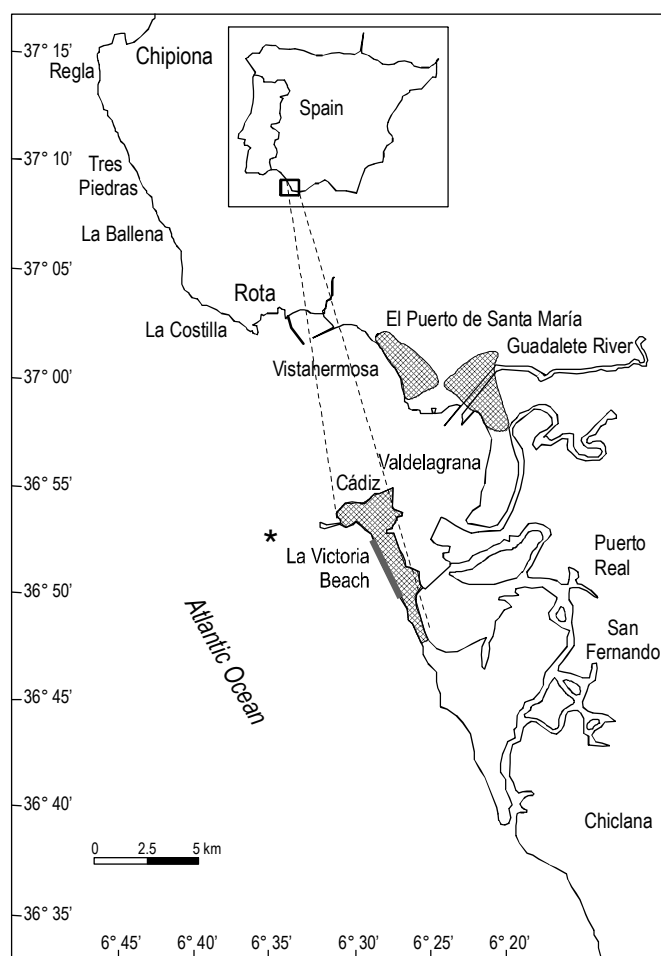 37° 15'
Regla
Chipiona
Spain
37° 10'
Tres
Piedras
La Ballena
37° 05'
Rota
La Costilla
El Puerto de Santa María
Guadalete River
Vistahermosa
37° 00'
Valdelagrana
36° 55'
Cádiz
*
La Victoria
Beach
Puerto
Real
36° 50'
Atlantic Ocean
San
Fernando
36° 45'
36° 40'
Chiclana
0 2.5 5 km
36° 35'
6° 45' 6° 40' 6° 35' 6° 30' 6° 25' 6° 20'